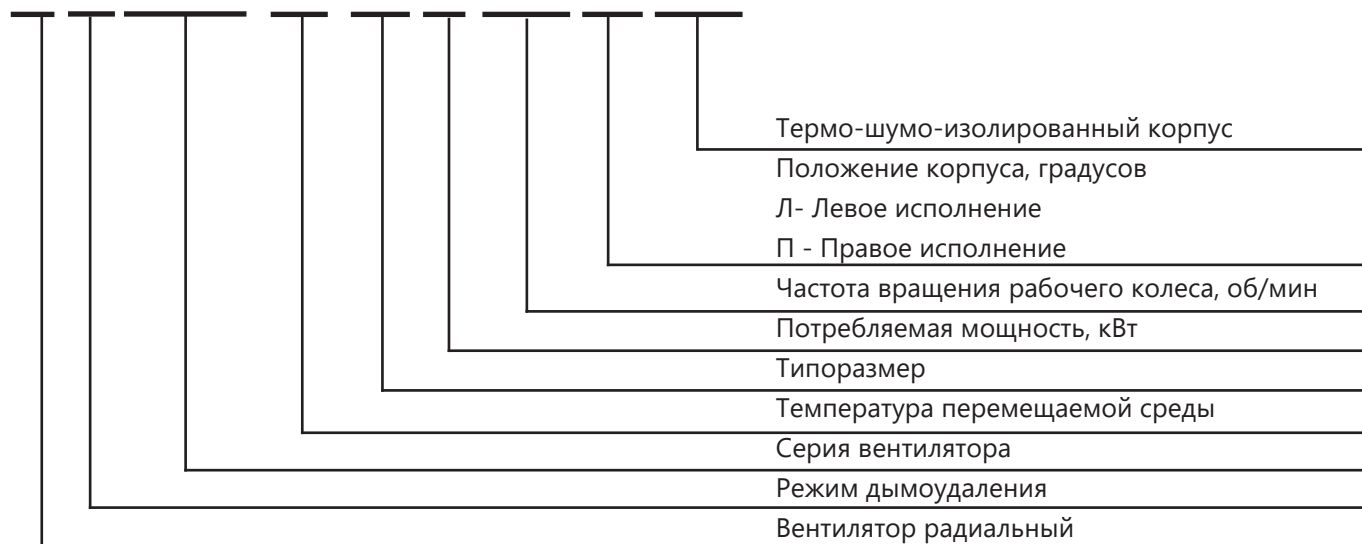 Термо-шумо-изолированный корпус
Положение корпуса, градусов
Л- Левое исполнение
П - Правое исполнение
Частота вращения рабочего колеса, об/мин
Потребляемая мощность, кВт
Типоразмер
Температура перемещаемой среды
Серия вентилятора
Режим дымоудаления
Вентилятор радиальный